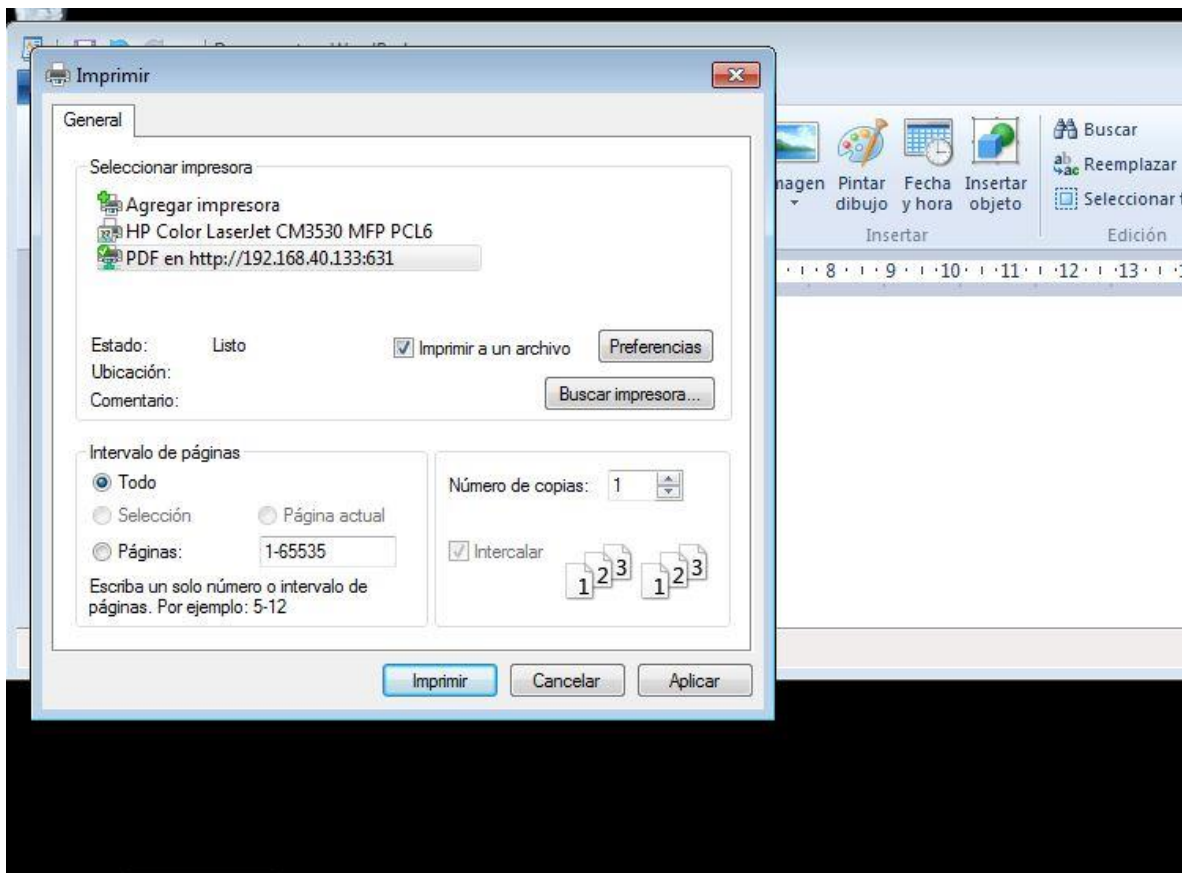 Imprimir
General
Seleccionar impresora
Agregar impresora
HP Color LaserJet CM3530 MFP PCL6
PDF en http://192.168.40.133:631
Estado: Listo
Imprimir a un archivo
Preferencias
Ubicación:
Comentario:
Buscar impresora...
Intervalo de páginas
Todo
Selección
Página actual
Páginas: 1-65535
Escriba un solo número o intervalo de
páginas. Por ejemplo: 5-12
Número de copias: 1
Intercalar
1 2 3 1 2 3
Imprimir Cancelar Aplicar
Pintar
dibujo
Fecha
y hora
Insertar
objeto
Insertar
Buscar
Reemplazar
Seleccionar
Edición
8 9 10 11 12 13